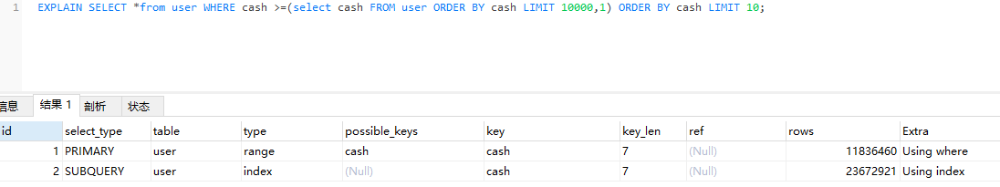 1 EXPLAIN SELECT *from user WHERE cash >=(select cash FROM user ORDER BY cash LIMIT 10000,1) ORDER BY cash LIMIT 10;
信息 结果 1 剖析 状态
id select_type table type possible_keys key key_len ref rows Extra
1 PRIMARY user range cash cash 7 (Null) 11836460 Using where
2 SUBQUERY user index (Null) cash 7 (Null) 23672921 Using index